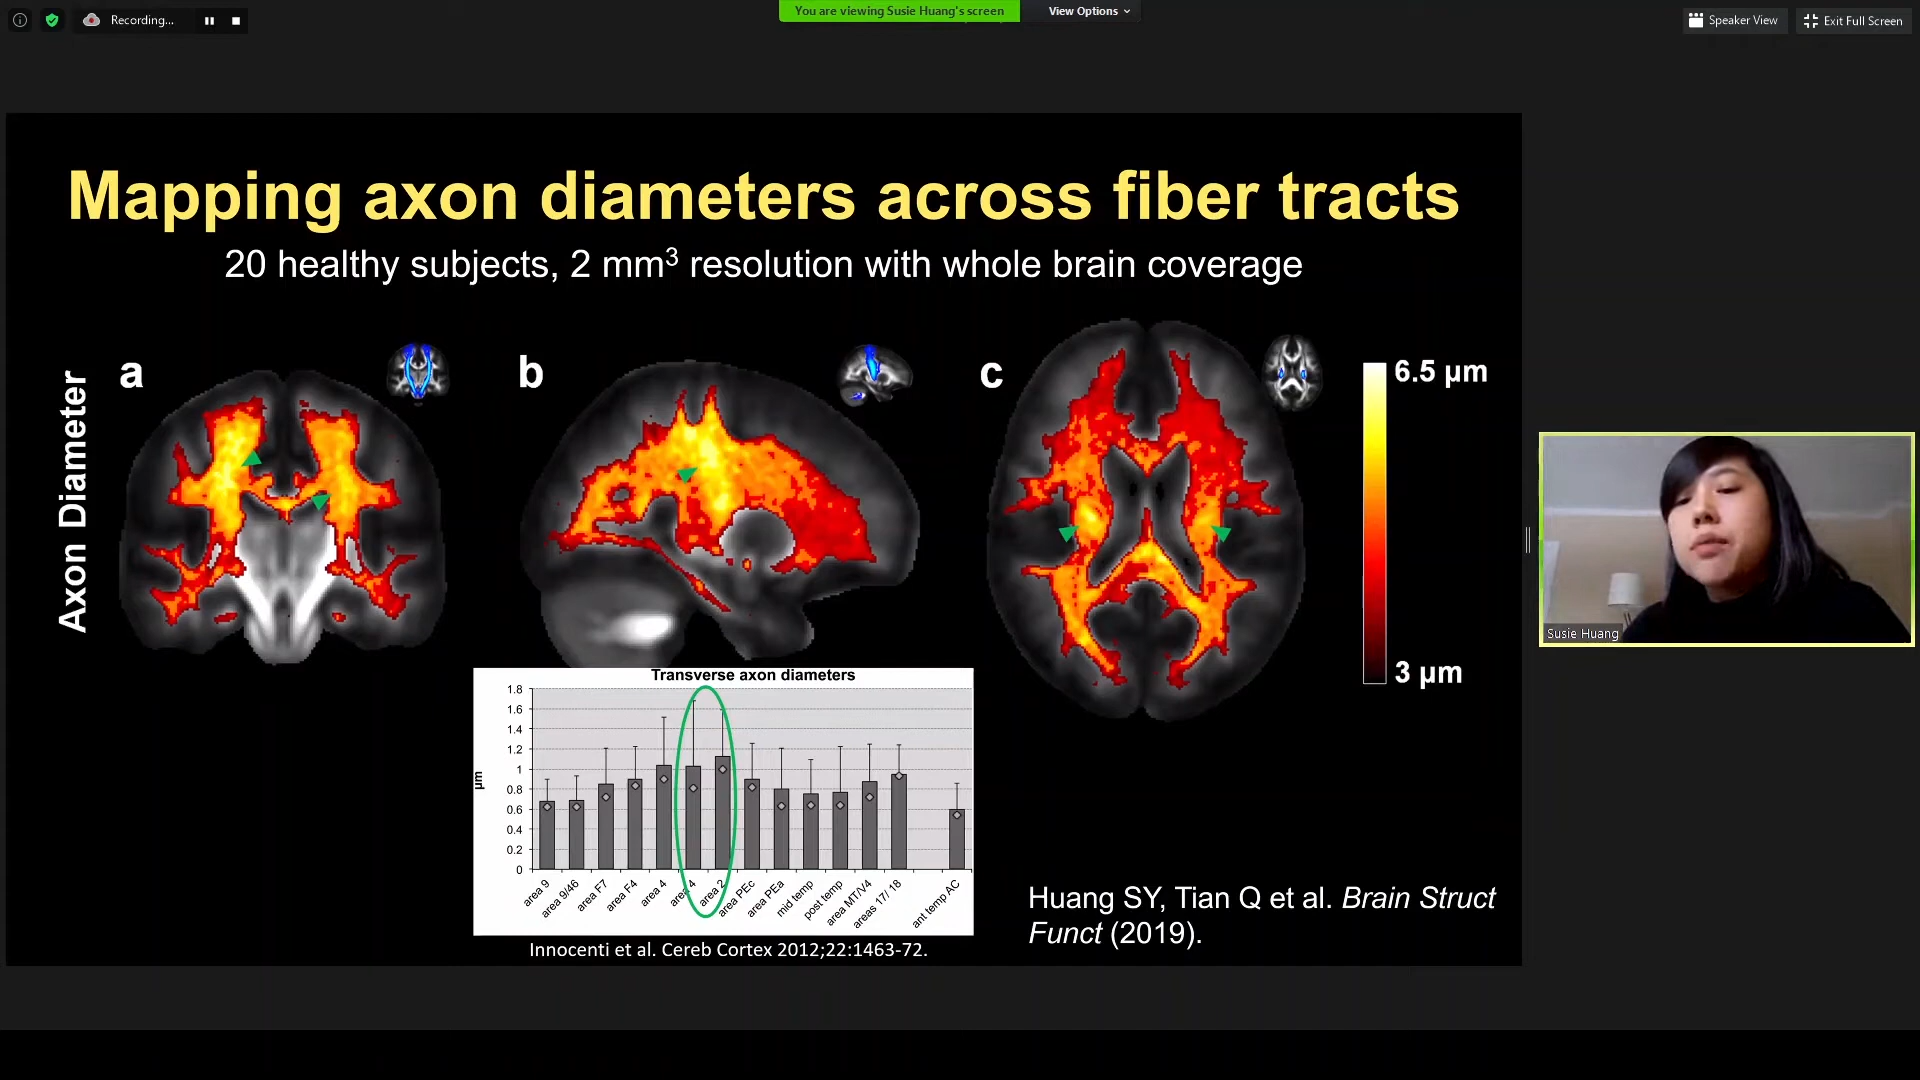 Recording...
You are viewing Susie Huang's screen
View Options
Speaker View
Exit Full Screen
Mapping axon diameters across fiber tracts
20 healthy subjects, 2 mm³ resolution with whole brain coverage
Axon Diameter
a
b
c
6.5 µm
3 µm
Susie Huang
Transverse axon diameters
µm
1.8
1.6
1.4
1.2
1
0.8
0.6
0.4
0.2
0
area 9
area 9/46
area F7
area F4
area 4
area 4
area 2
area PEc
area PEa
mid temp
post temp
area MT/V4
areas 17/ 18
ant temp AC
Innocenti et al. Cereb Cortex 2012;22:1463-72.
Huang SY, Tian Q et al. Brain Struct
Funct (2019).